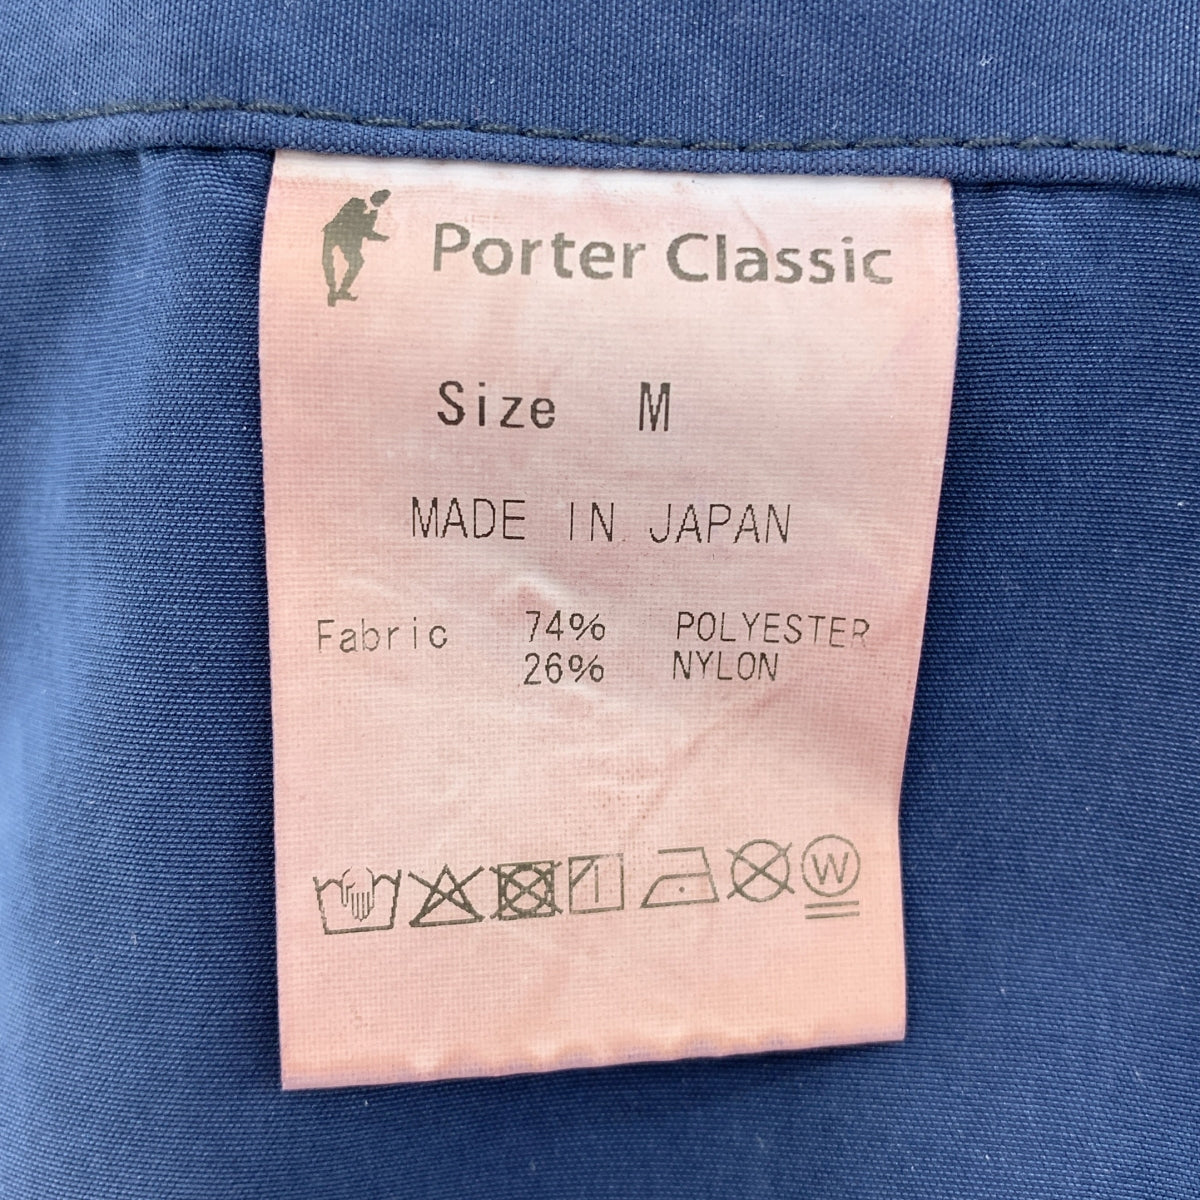 Porter Classic
Size M
MADE IN JAPAN
Fabric 74% POLYESTER
26% NYLON
W